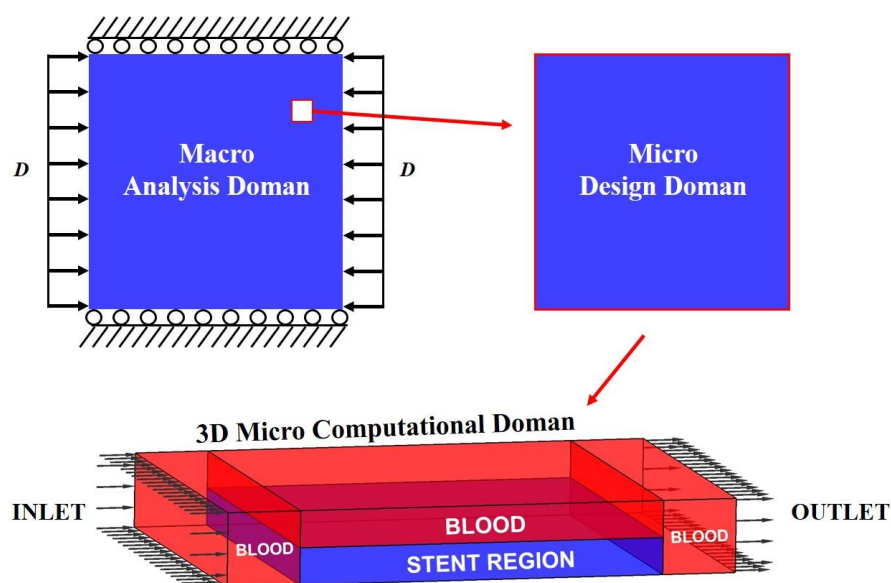 D
Macro
Analysis Doman
D
Micro
Design Doman
3D Micro Computational Doman
INLET
BLOOD
BLOOD
STENT REGION
BLOOD
OUTLET